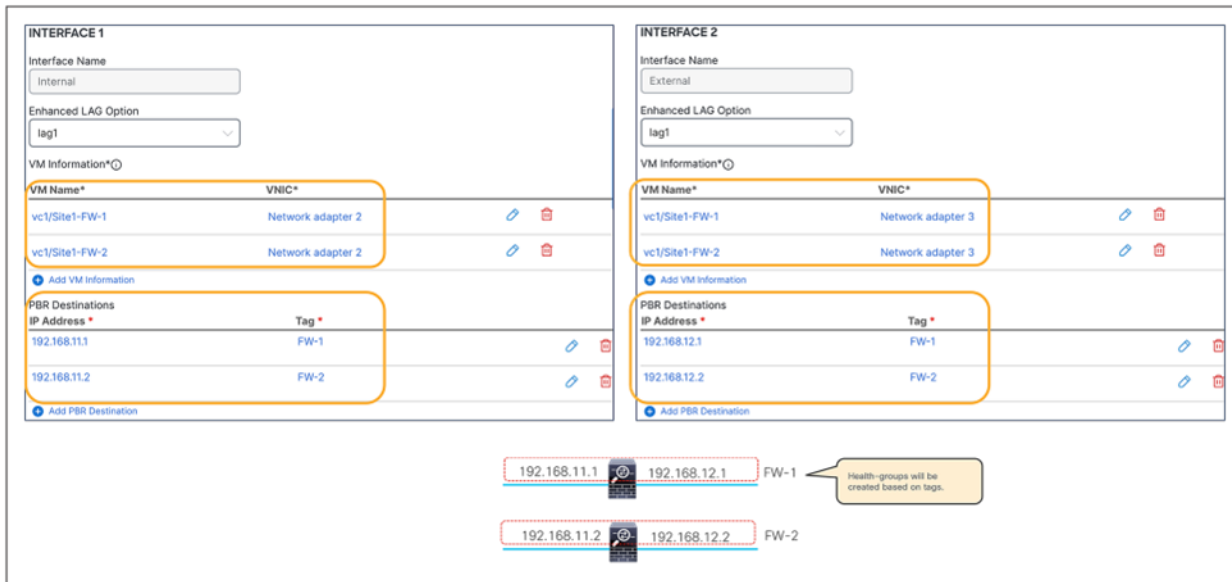 INTERFACE 1
Interface Name
Internal
Enhanced LAG Option
lag1
VM Information*
VM Name* VNIC*
vc1/Site1-FW-1 Network adapter 2
vc1/Site1-FW-2 Network adapter 2
Add VM Information
PBR Destinations
IP Address * Tag *
192.168.11.1 FW-1
192.168.11.2 FW-2
Add PBR Destination
INTERFACE 2
Interface Name
External
Enhanced LAG Option
lag1
VM Information*
VM Name* VNIC*
vc1/Site1-FW-1 Network adapter 3
vc1/Site1-FW-2 Network adapter 3
Add VM Information
PBR Destinations
IP Address * Tag *
192.168.12.1 FW-1
192.168.12.2 FW-2
Add PBR Destination
192.168.11.1 192.168.12.1 FW-1
Health-groups will be
created based on tags.
192.168.11.2 192.168.12.2 FW-2